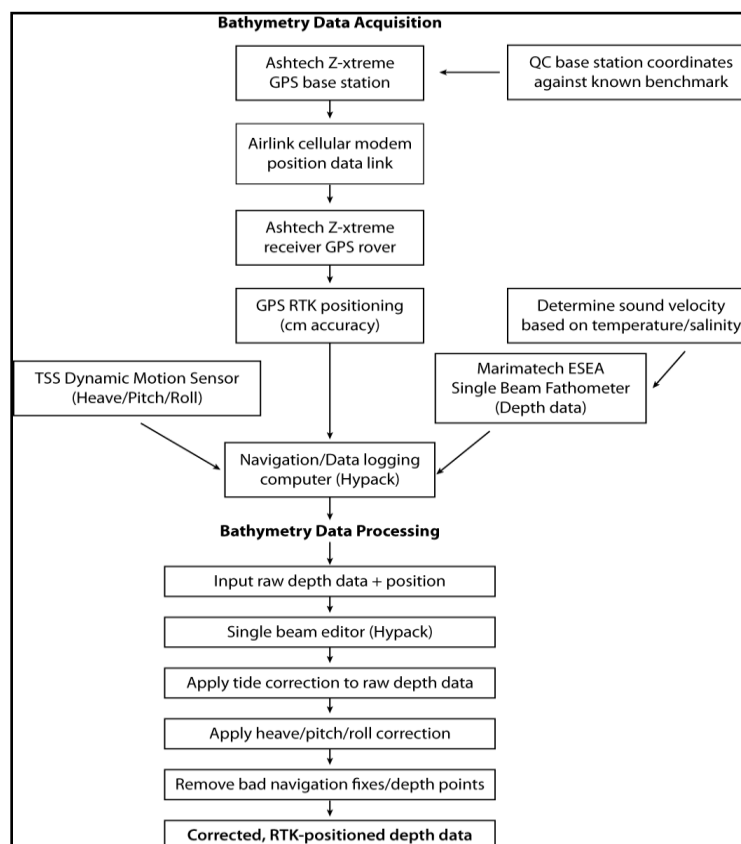 Bathymetry Data Acquisition
Ashtech Z-xtreme
GPS base station
QC base station coordinates
against known benchmark
Airlink cellular modem
position data link
Ashtech Z-xtreme
receiver GPS rover
GPS RTK positioning
(cm accuracy)
Determine sound velocity
based on temperature/salinity
TSS Dynamic Motion Sensor
(Heave/Pitch/Roll)
Marimatech ESEA
Single Beam Fathometer
(Depth data)
Navigation/Data logging
computer (Hypack)
Bathymetry Data Processing
Input raw depth data + position
Single beam editor (Hypack)
Apply tide correction to raw depth data
Apply heave/pitch/roll correction
Remove bad navigation fixes/depth points
Corrected, RTK-positioned depth data